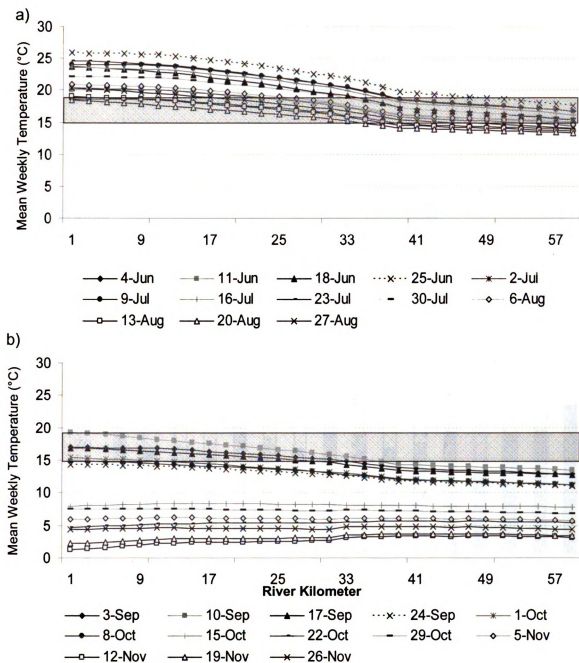 a)
Mean Weekly Temperature (°C)
30
25
20
15
10
5
0
1 9 17 25 33 41 49 57
4-Jun 11-Jun 18-Jun 25-Jun 2-Jul
9-Jul 16-Jul 23-Jul 30-Jul 6-Aug
13-Aug 20-Aug 27-Aug
b)
Mean Weekly Temperature (°C)
30
25
20
15
10
5
0
1 9 17 25 33 41 49 57
River Kilometer
3-Sep 10-Sep 17-Sep 24-Sep 1-Oct
8-Oct 15-Oct 22-Oct 29-Oct 5-Nov
12-Nov 19-Nov 26-Nov